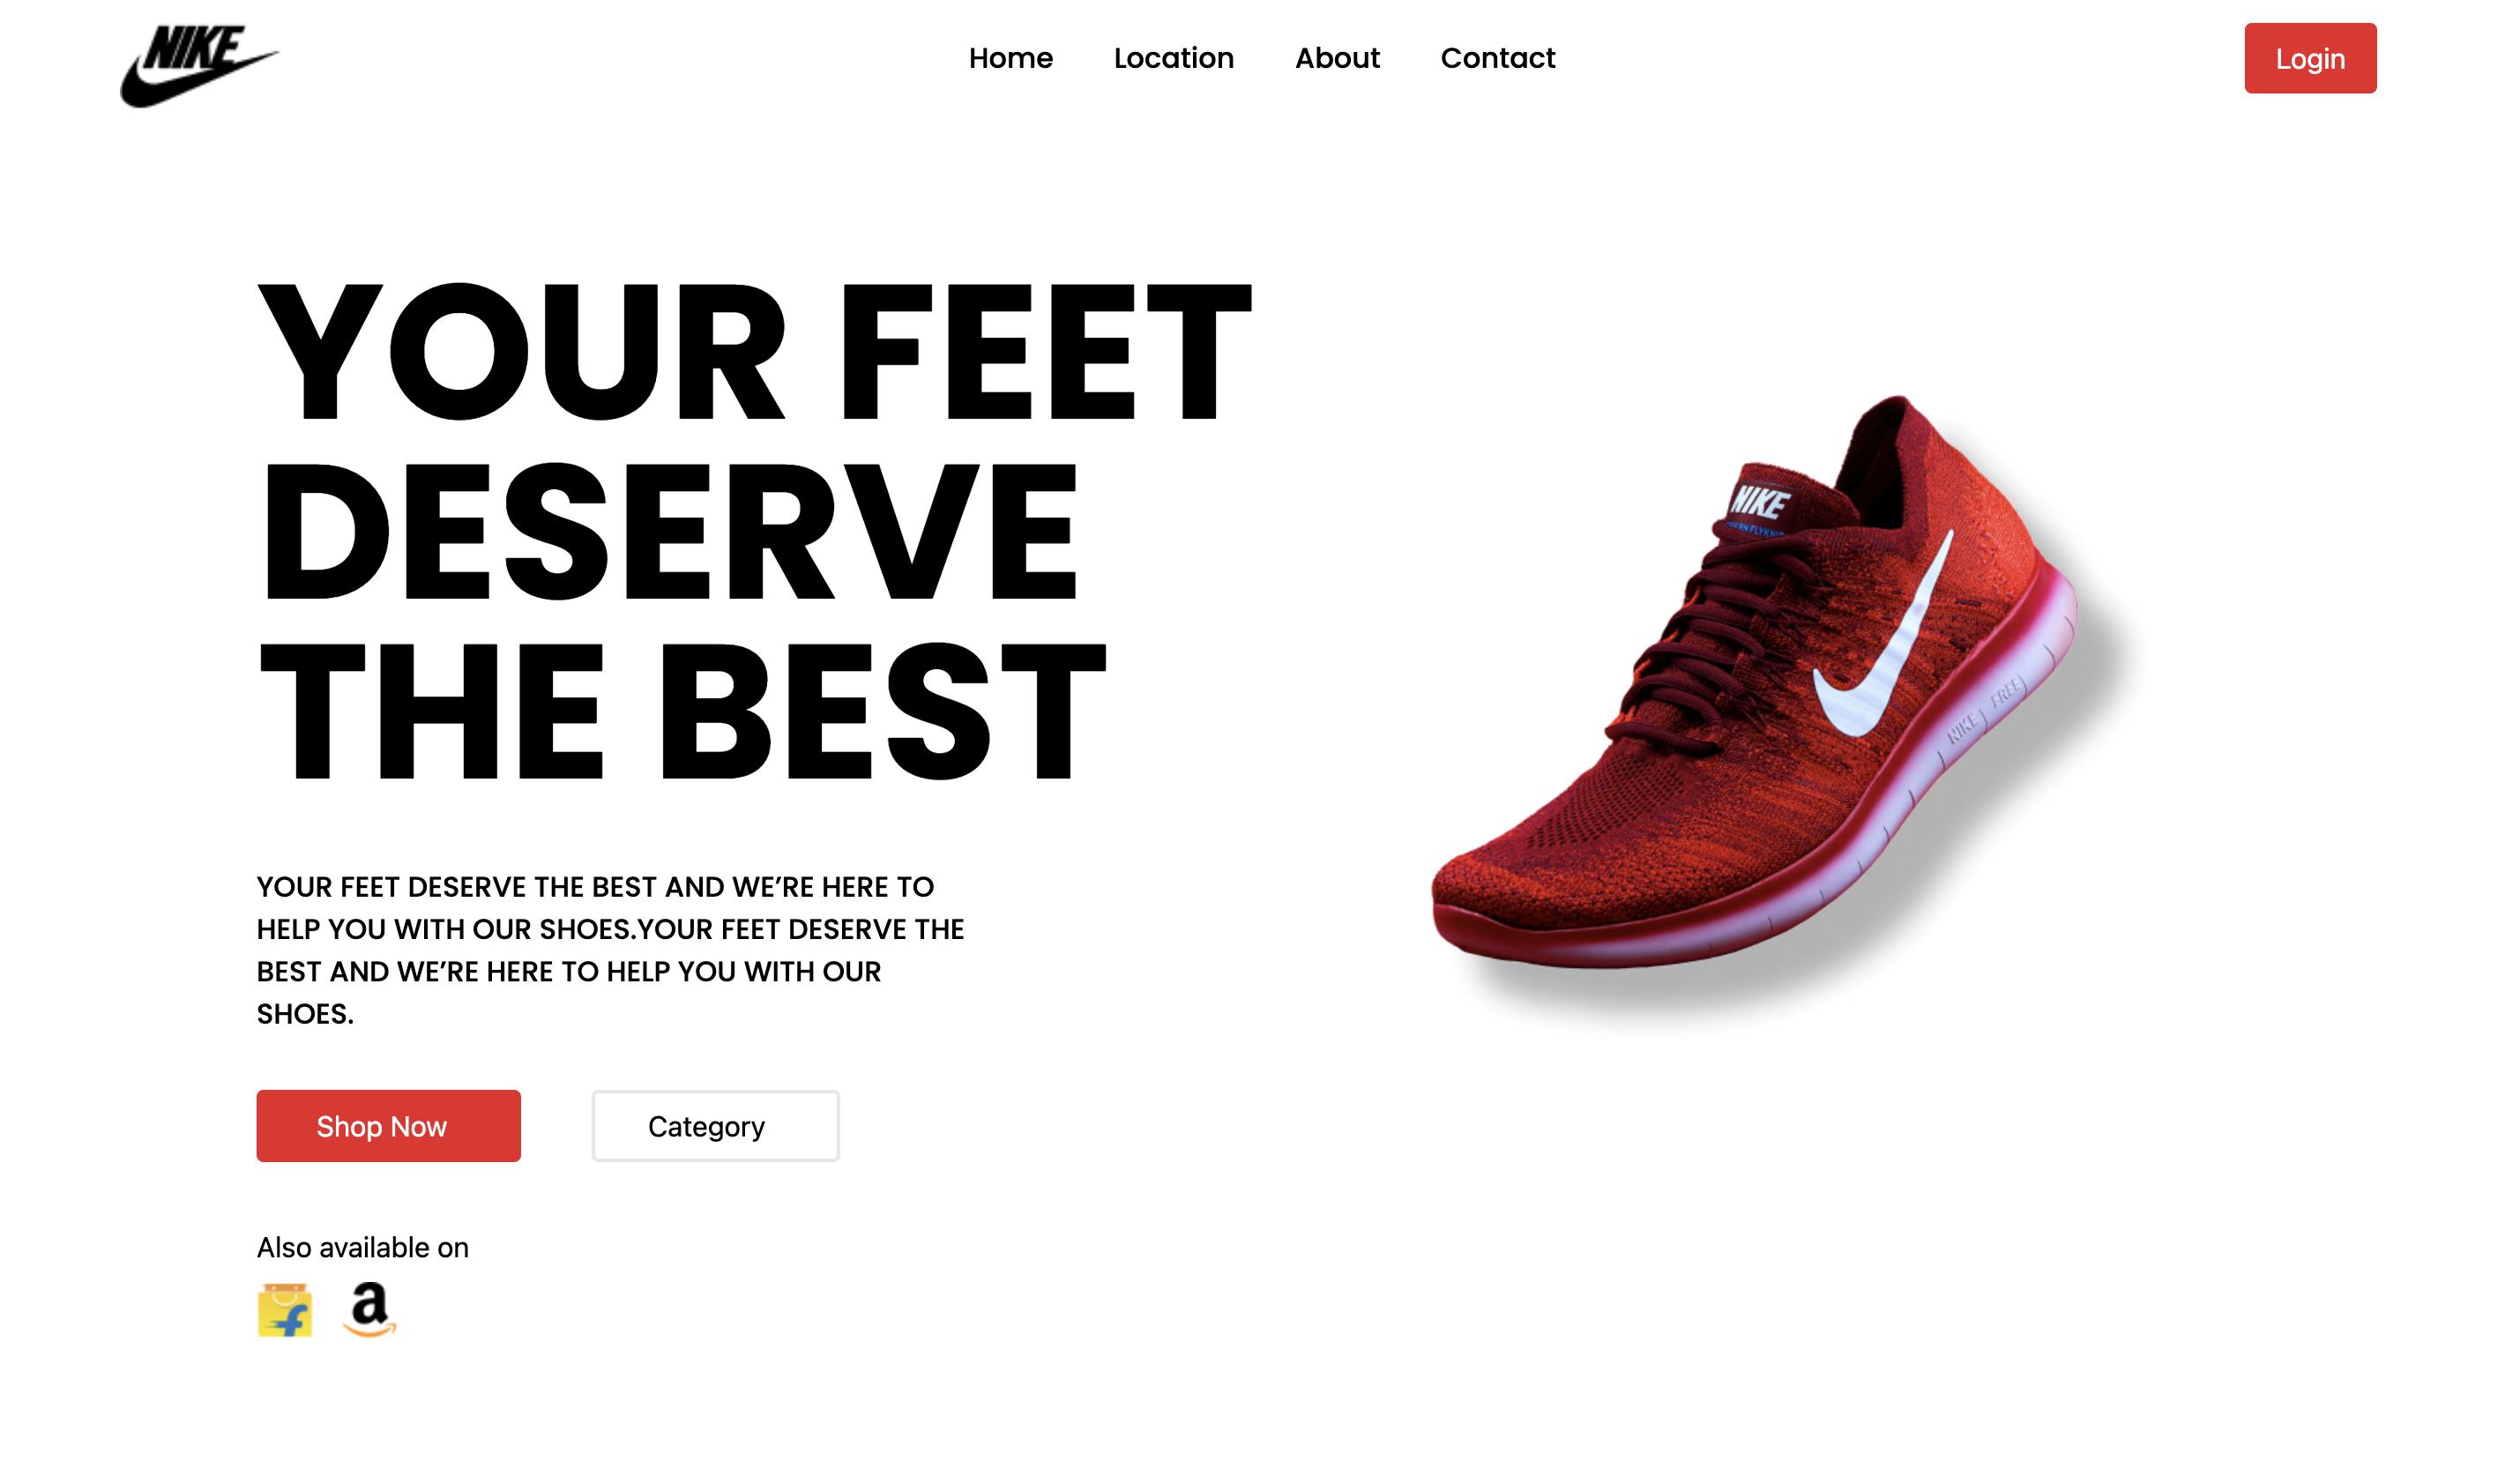 NIKE
Home Location About Contact
Login
YOUR FEET
DESERVE
THE BEST
NIKE
NIKE FREE
YOUR FEET DESERVE THE BEST AND WE’RE HERE TO
HELP YOU WITH OUR SHOES.YOUR FEET DESERVE THE
BEST AND WE’RE HERE TO HELP YOU WITH OUR
SHOES.
Shop Now
Category
Also available on
f
a